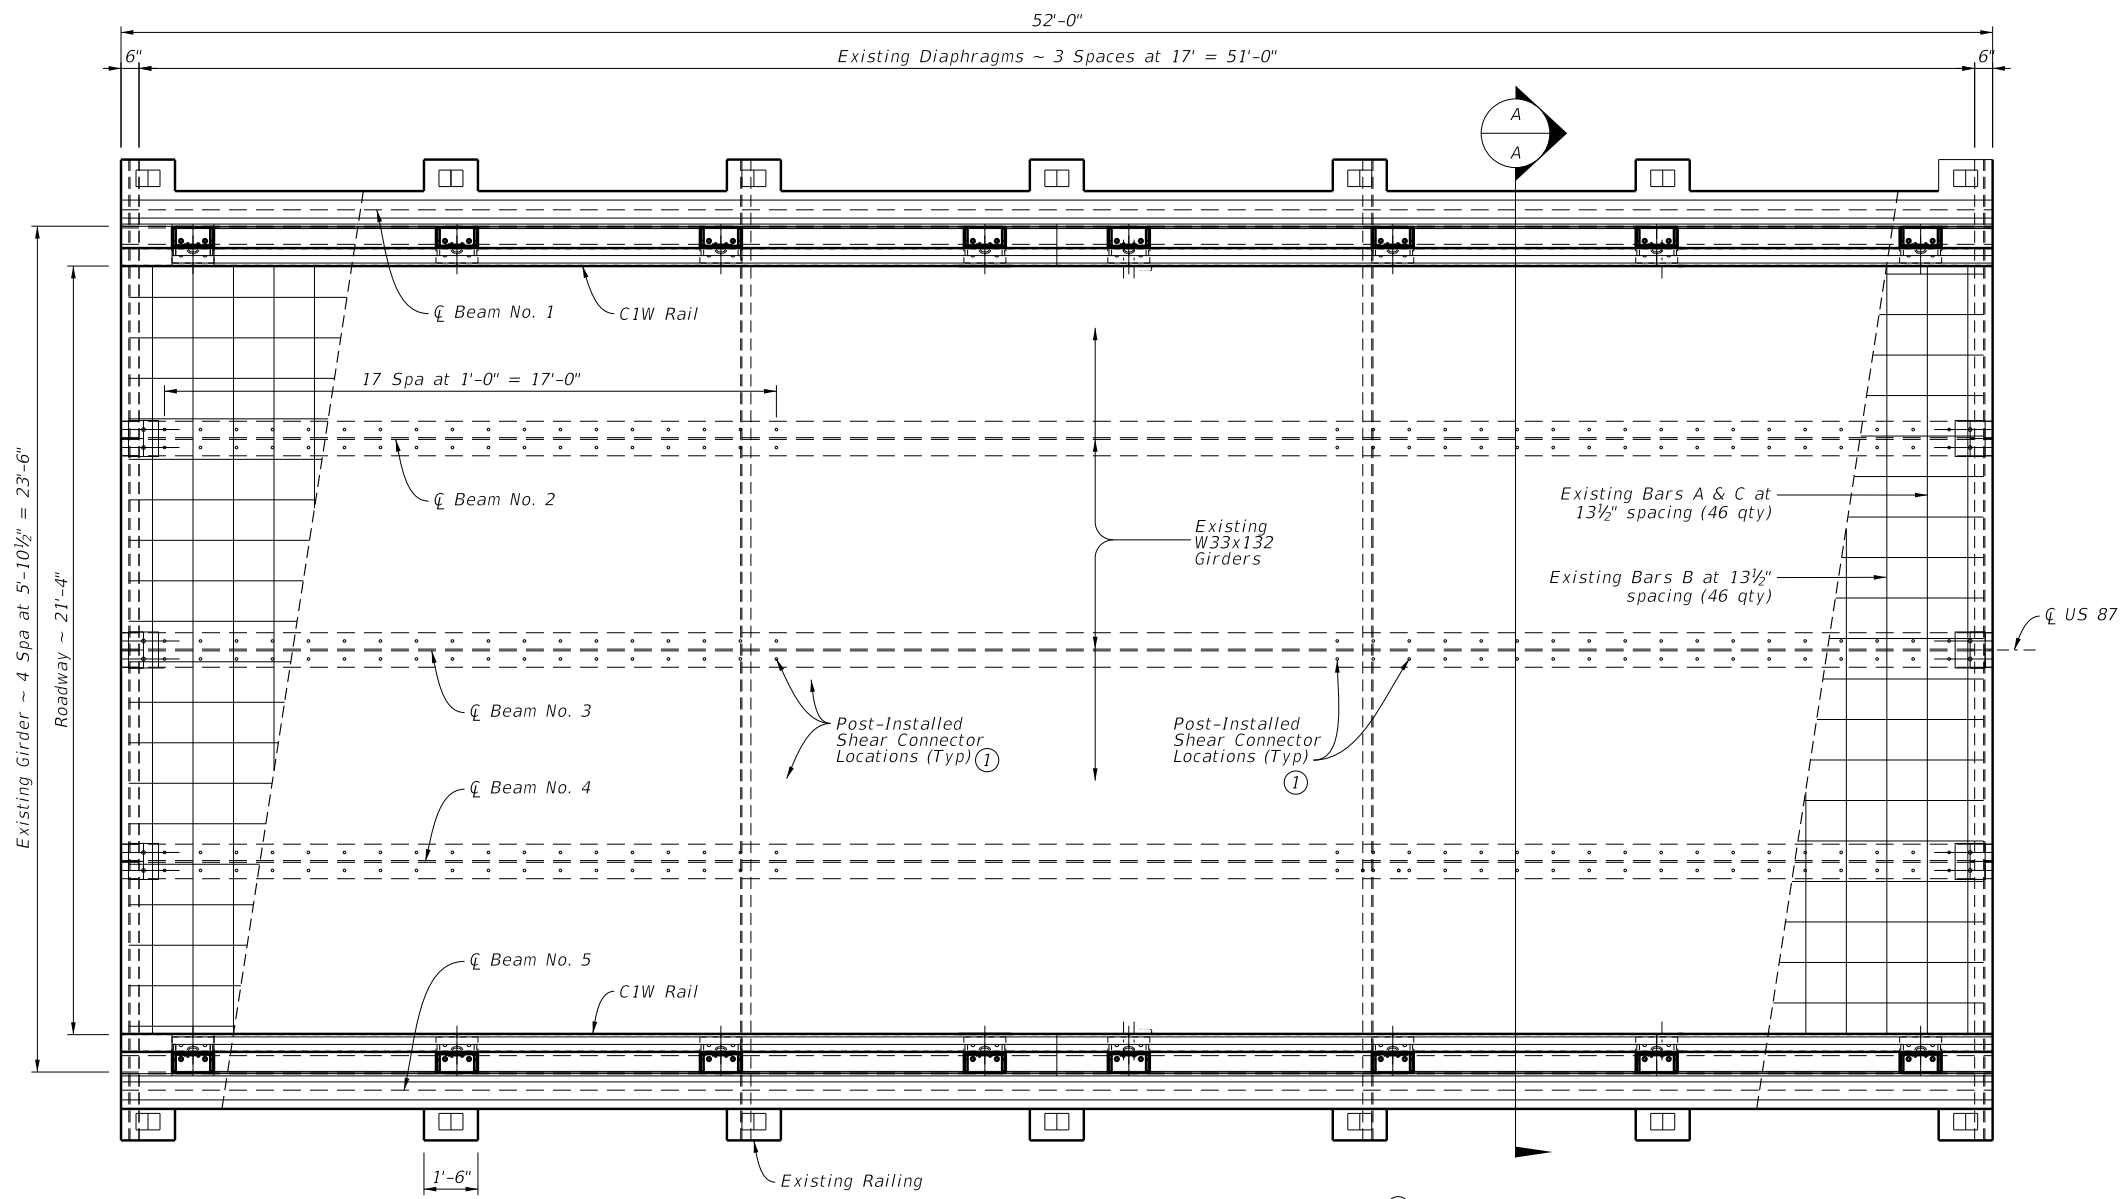 52'-0"
6"
Existing Diaphragms ~ 3 Spaces at 17' = 51'-0"
6"
A
A
℄ Beam No. 1
C1W Rail
17 Spa at 1'-0" = 17'-0"
℄ Beam No. 2
Existing
W33x132
Girders
Existing Bars A & C at
13½" spacing (46 qty)
Existing Bars B at 13½"
spacing (46 qty)
℄ US 87
Existing Girder ~ 4 Spa at 5'-10½" = 23'-6"
Roadway ~ 21'-4"
℄ Beam No. 3
Post-Installed
Shear Connector
Locations (Typ) 1
Post-Installed
Shear Connector
Locations (Typ)
1
℄ Beam No. 4
℄ Beam No. 5
C1W Rail
1'-6"
Existing Railing